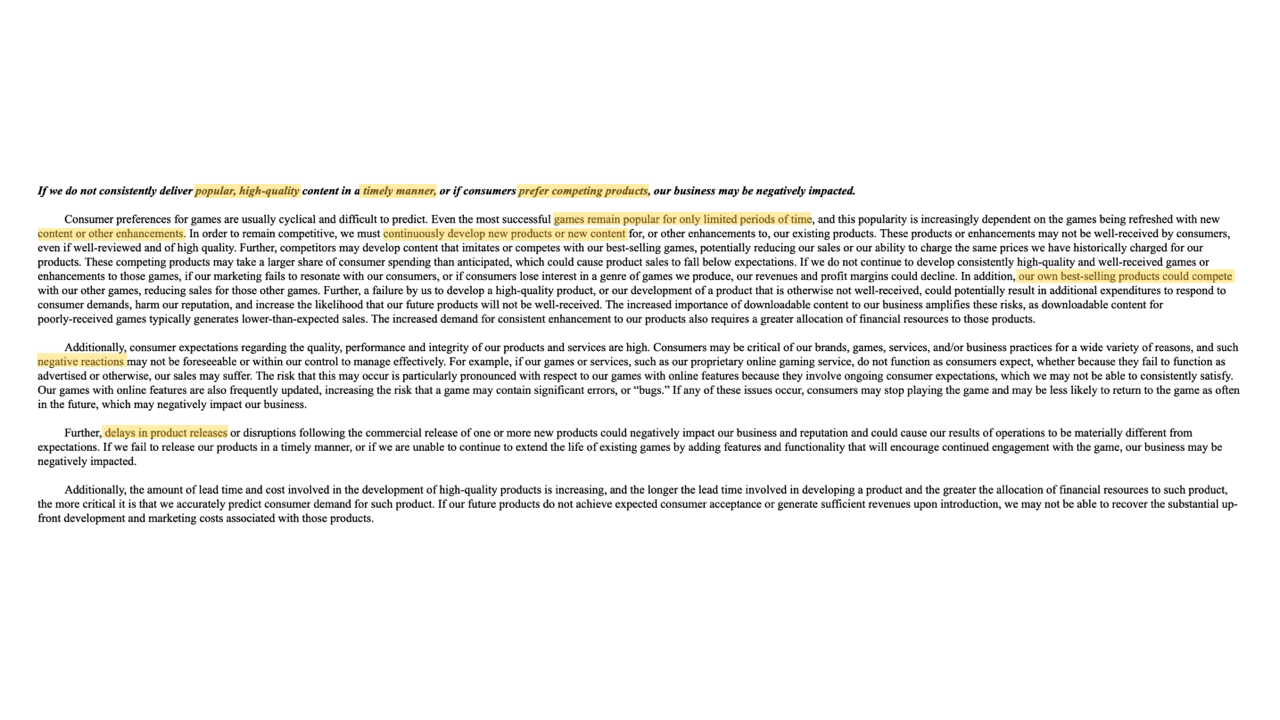 If we do not consistently deliver popular, high-quality content in a timely manner, or if consumers prefer competing products, our business may be negatively impacted.
Consumer preferences for games are usually cyclical and difficult to predict. Even the most successful games remain popular for only limited periods of time, and this popularity is increasingly dependent on the games being refreshed with new
content or other enhancements. In order to remain competitive, we must continuously develop new products or new content for, or other enhancements to, our existing products. These products or enhancements may not be well-received by consumers,
even if well-reviewed and of high quality. Further, competitors may develop content that imitates or competes with our best-selling games, potentially reducing our sales or our ability to charge the same prices we have historically charged for our
products. These competing products may take a larger share of consumer spending than anticipated, which could cause product sales to fall below expectations. If we do not continue to develop consistently high-quality and well-received games or
enhancements to those games, if our marketing fails to resonate with our consumers, or if consumers lose interest in a genre of games we produce, our revenues and profit margins could decline. In addition, our own best-selling products could compete
with our other games, reducing sales for those other games. Further, a failure by us to develop a high-quality product, or our development of a product that is otherwise not well-received, could potentially result in additional expenditures to respond to
consumer demands, harm our reputation, and increase the likelihood that our future products will not be well-received. The increased importance of downloadable content to our business amplifies these risks, as downloadable content for
poorly-received games typically generates lower-than-expected sales. The increased demand for consistent enhancement to our products also requires a greater allocation of financial resources to those products.
Additionally, consumer expectations regarding the quality, performance and integrity of our products and services are high. Consumers may be critical of our brands, games, services, and/or business practices for a wide variety of reasons, and such
negative reactions may not be foreseeable or within our control to manage effectively. For example, if our games or services, such as our proprietary online gaming service, do not function as consumers expect, whether because they fail to function as
advertised or otherwise, our sales may suffer. The risk that this may occur is particularly pronounced with respect to our games with online features because they involve ongoing consumer expectations, which we may not be able to consistently satisfy.
Our games with online features are also frequently updated, increasing the risk that a game may contain significant errors, or “bugs.” If any of these issues occur, consumers may stop playing the game and may be less likely to return to the game as often
in the future, which may negatively impact our business.
Further, delays in product releases or disruptions following the commercial release of one or more new products could negatively impact our business and reputation and could cause our results of operations to be materially different from
expectations. If we fail to release our products in a timely manner, or if we are unable to continue to extend the life of existing games by adding features and functionality that will encourage continued engagement with the game, our business may be
negatively impacted.
Additionally, the amount of lead time and cost involved in the development of high-quality products is increasing, and the longer the lead time involved in developing a product and the greater the allocation of financial resources to such product,
the more critical it is that we accurately predict consumer demand for such product. If our future products do not achieve expected consumer acceptance or generate sufficient revenues upon introduction, we may not be able to recover the substantial up-
front development and marketing costs associated with those products.